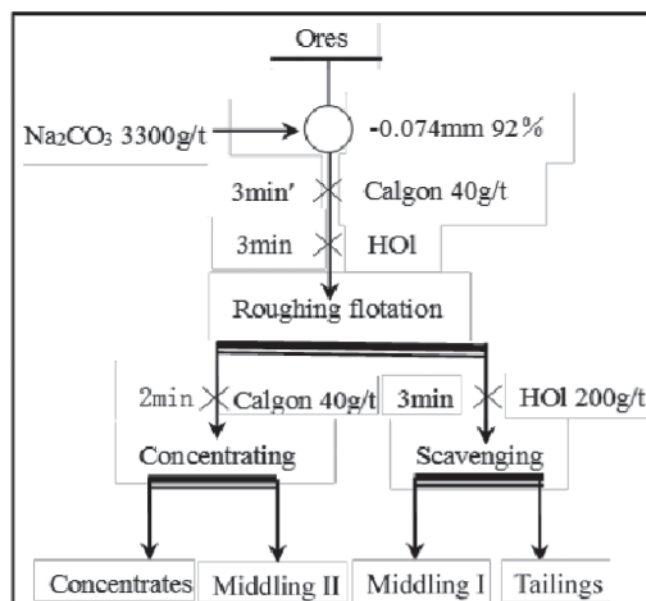 Ores
Na₂CO₃ 3300g/t
-0.074mm 92%
3min′ Calgon 40g/t
3min HOl
Roughing flotation
2min Calgon 40g/t 3min HOl 200g/t
Concentrating Scavenging
Concentrates Middling II Middling I Tailings